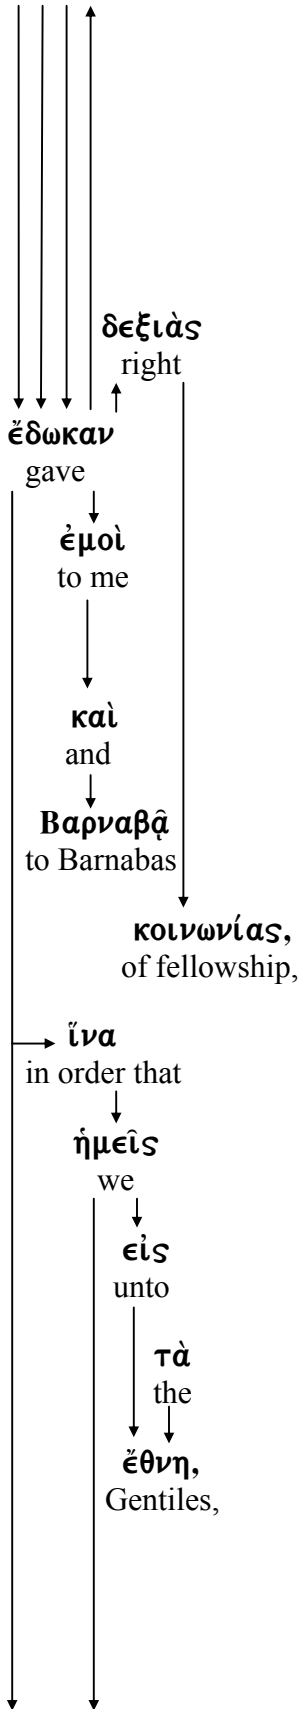 δεξιὰς
right
ἔδωκαν
gave
ἐμοὶ
to me
καὶ
and
Βαρναβᾷ
to Barnabas
κοινωνίας,
of fellowship,
ἵνα
in order that
ἡμεῖς
we
εἰς
unto
τὰ
the
ἔθνη,
Gentiles,